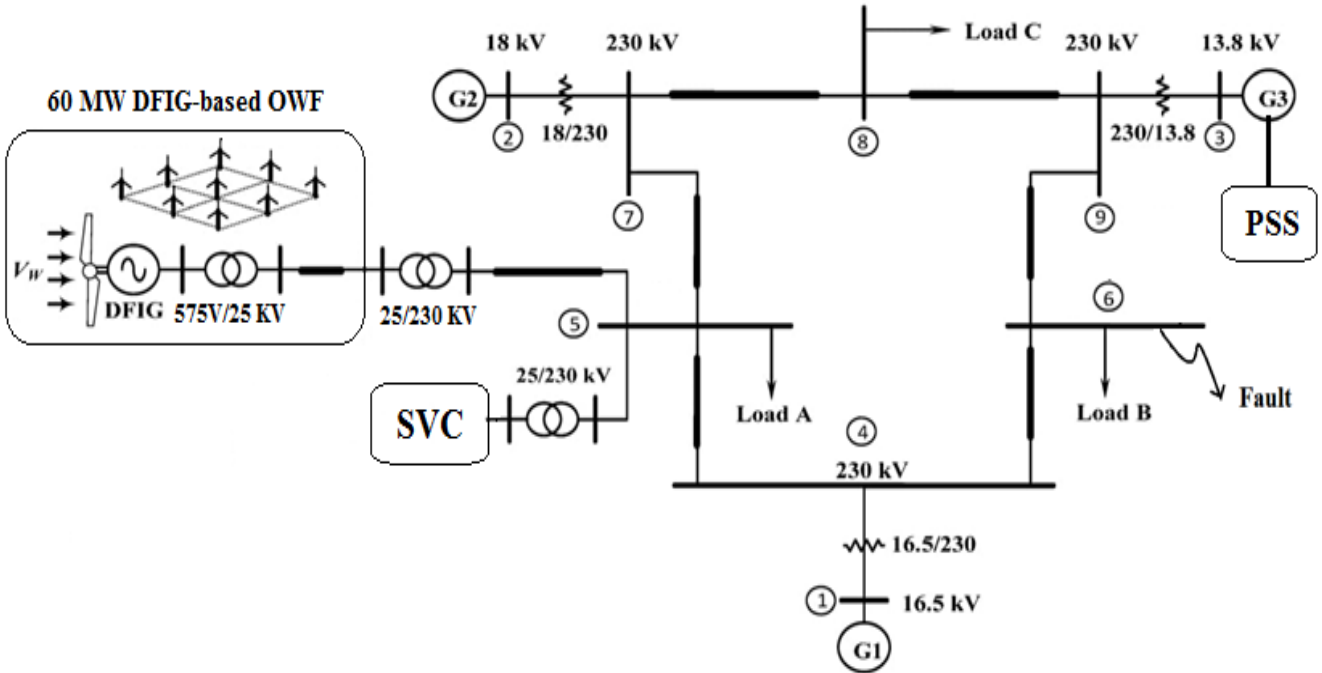 18 kV
230 kV
Load C
230 kV
13.8 kV
60 MW DFIG-based OWF
G2
G3
18/230
230/13.8
2
8
3
7
9
PSS
V_W
DFIG
575V/25 KV
25/230 KV
5
6
25/230 kV
Load A
Load B
Fault
SVC
4
230 kV
16.5/230
1
16.5 kV
G1